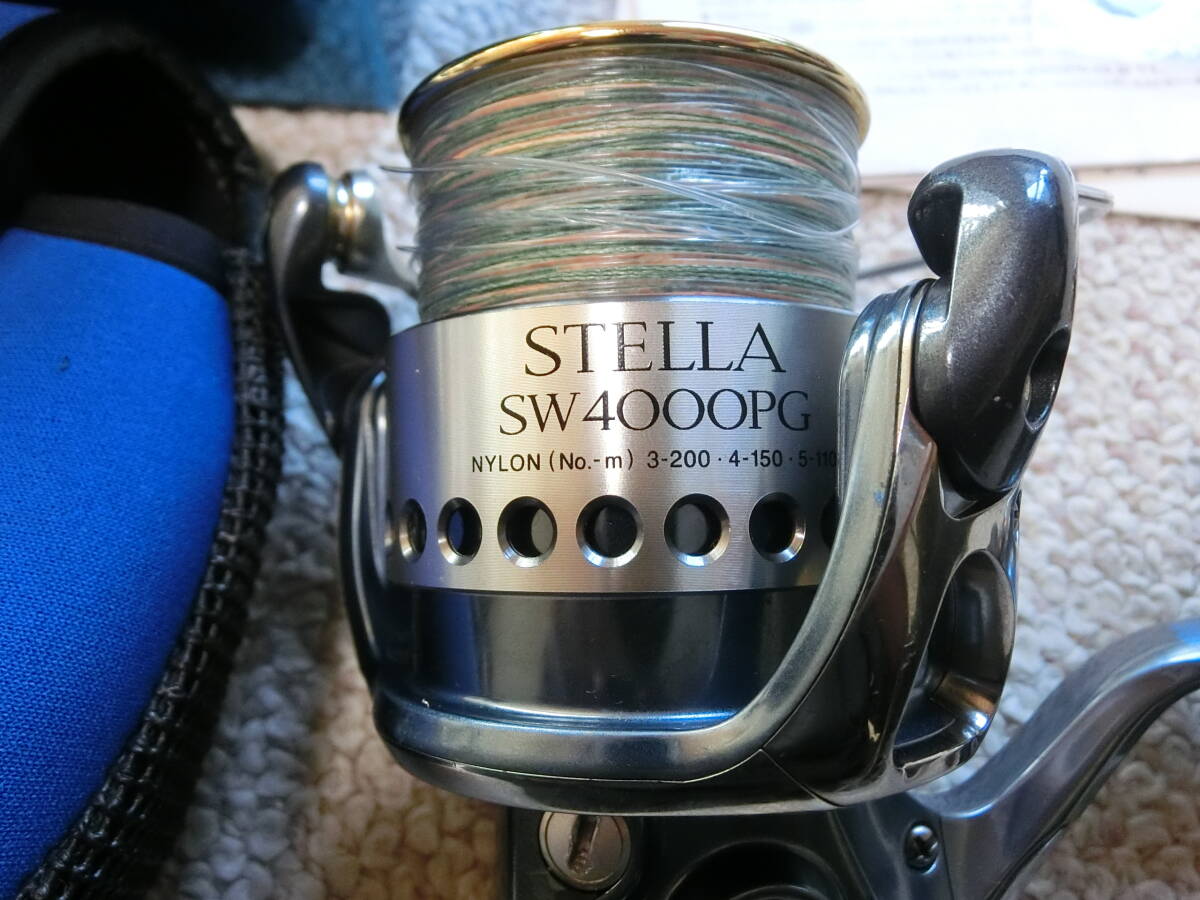 STELLA
SW4000PG
NYLON (No.-m) 3-200 · 4-150 · 5-110